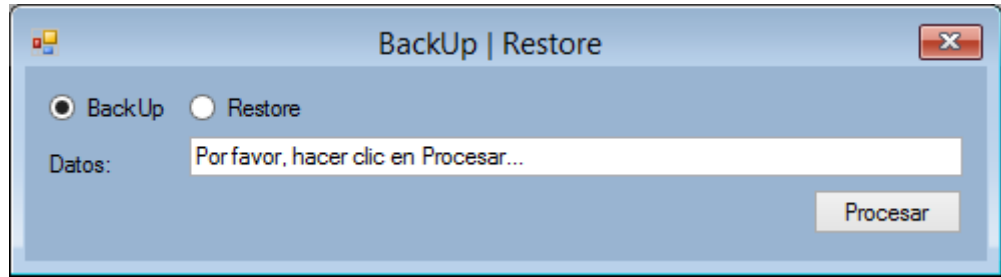 BackUp | Restore
BackUp Restore
Datos: Por favor, hacer clic en Procesar...
Procesar